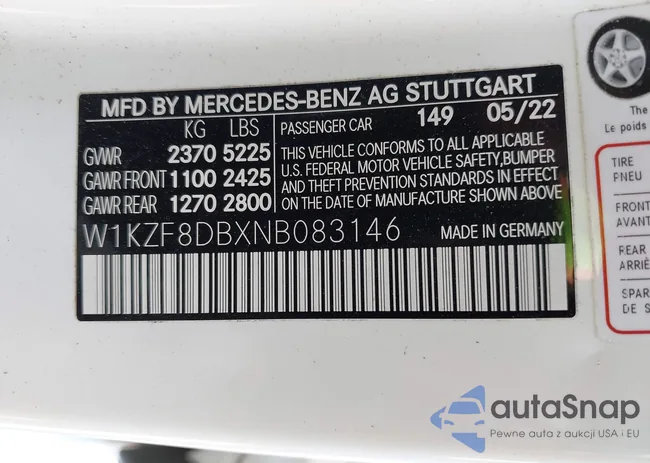 MFD BY MERCEDES-BENZ AG STUTTGART
KG LBS
GVWR 2370 5225
GAWR FRONT 1100 2425
GAWR REAR 1270 2800
PASSENGER CAR 149 05/22
THIS VEHICLE CONFORMS TO ALL APPLICABLE
U.S. FEDERAL MOTOR VEHICLE SAFETY, BUMPER
AND THEFT PREVENTION STANDARDS IN EFFECT
ON THE DATE OF MANUFACTURE SHOWN ABOVE
W1KZF8DBXNB083146 MADE IN GERMANY
The
Le poids
TIRE
PNEU
FRONT
AVANT
REAR
ARRIÈ
SPAR
DE S
autaSnap
Pewne auta z aukcji USA i EU